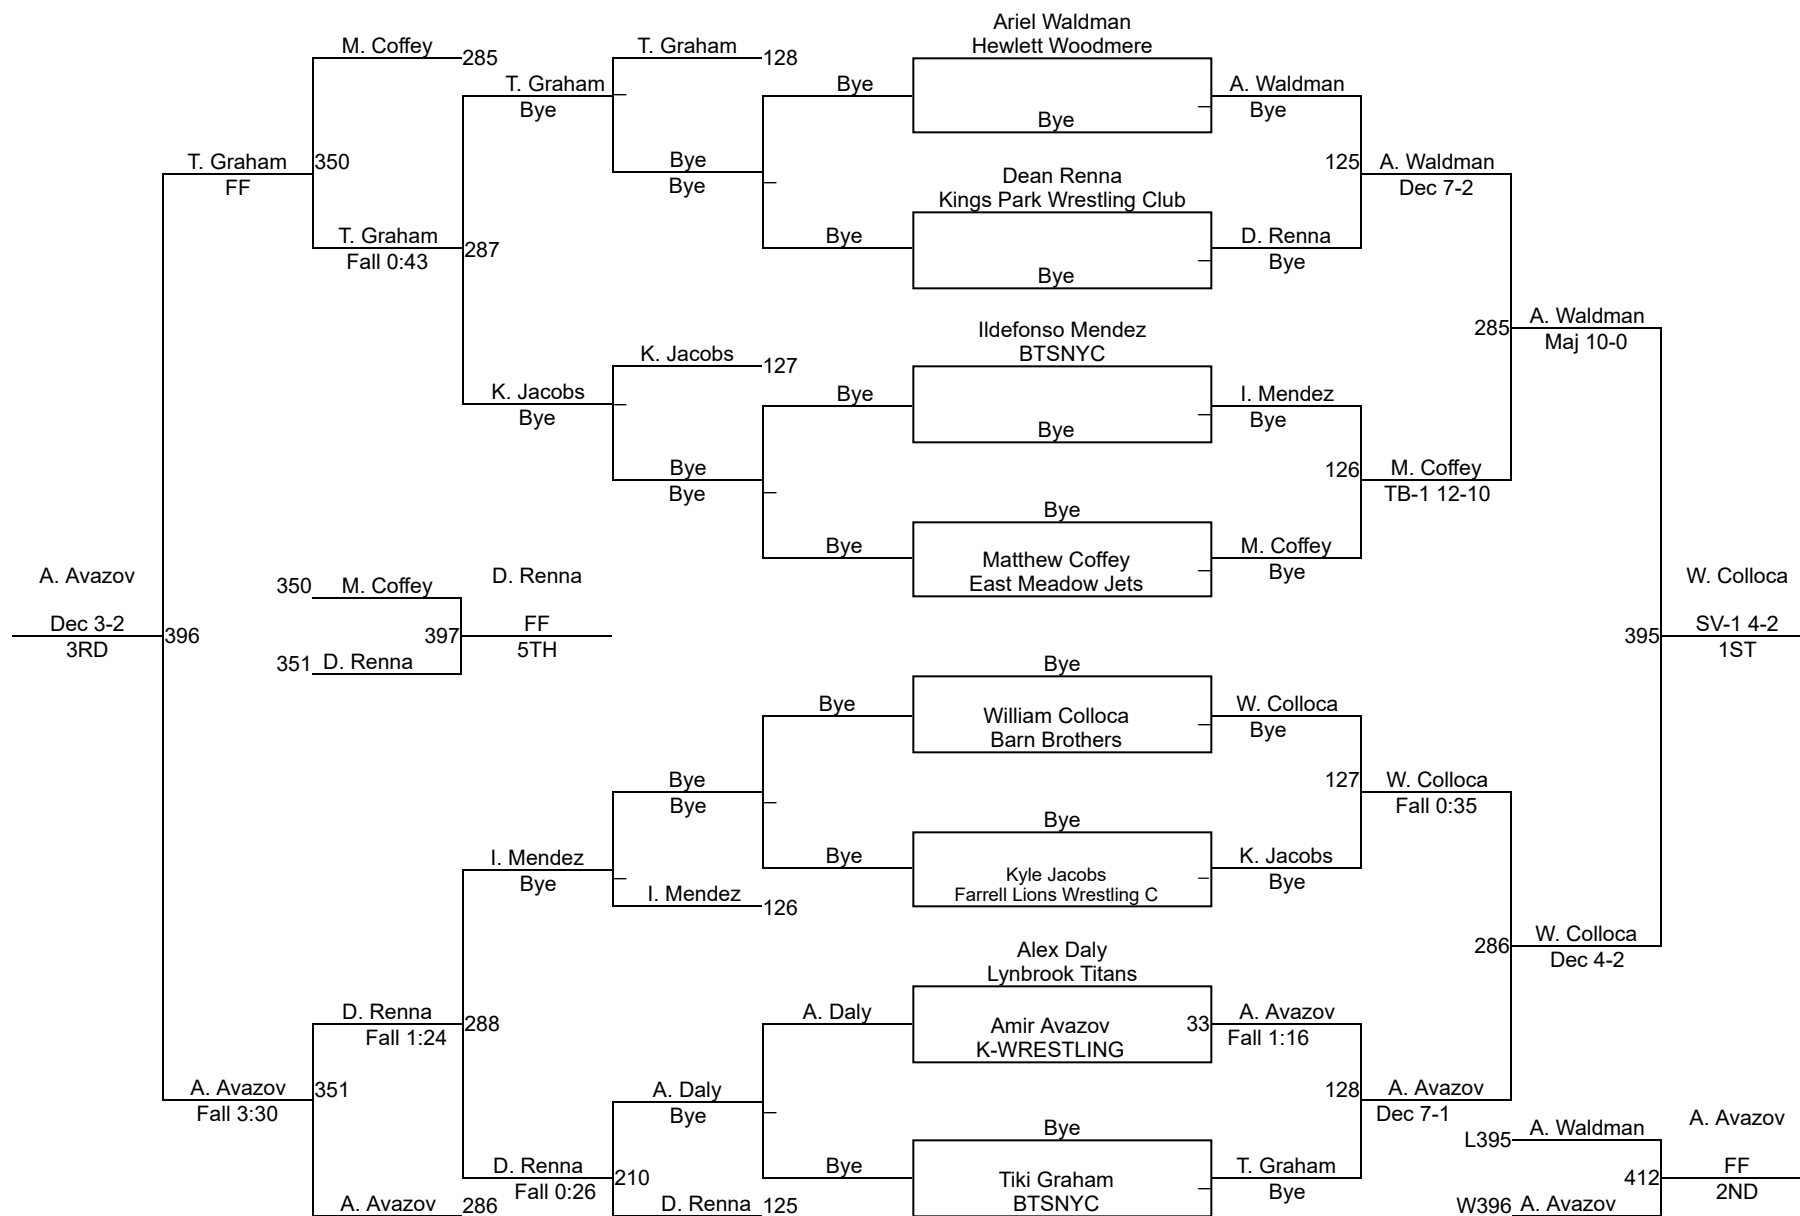 Ariel Waldman
Hewlett Woodmere
M. Coffey
285
T. Graham
128
T. Graham
Bye
Bye
A. Waldman
Bye
Bye
T. Graham
FF
350
Bye
Bye
Dean Renna
Kings Park Wrestling Club
125
A. Waldman
Dec 7-2
T. Graham
Fall 0:43
287
Bye
D. Renna
Bye
Bye
Ildefonso Mendez
BTSNYC
285
A. Waldman
Maj 10-0
K. Jacobs
127
K. Jacobs
Bye
Bye
I. Mendez
Bye
Bye
Bye
Bye
126
M. Coffey
TB-1 12-10
Bye
Bye
Matthew Coffey
East Meadow Jets
M. Coffey
Bye
A. Avazov
Dec 3-2
3RD
396
350
M. Coffey
351
D. Renna
397
D. Renna
FF
5TH
W. Colloca
395
SV-1 4-2
1ST
Bye
Bye
William Colloca
Barn Brothers
W. Colloca
Bye
Bye
Bye
127
W. Colloca
Fall 0:35
Bye
I. Mendez
Bye
Bye
Kyle Jacobs
Farrell Lions Wrestling C
K. Jacobs
Bye
I. Mendez
126
286
W. Colloca
Dec 4-2
Alex Daly
Lynbrook Titans
D. Renna
Fall 1:24
288
A. Daly
Amir Avazov
K-WRESTLING
33
A. Avazov
Fall 1:16
A. Avazov
Fall 3:30
351
A. Daly
Bye
128
A. Avazov
Dec 7-1
Bye
L395
A. Waldman
A. Avazov
D. Renna
Fall 0:26
210
Bye
Tiki Graham
BTSNYC
T. Graham
Bye
412
FF
2ND
A. Avazov
286
D. Renna
125
W396
A. Avazov